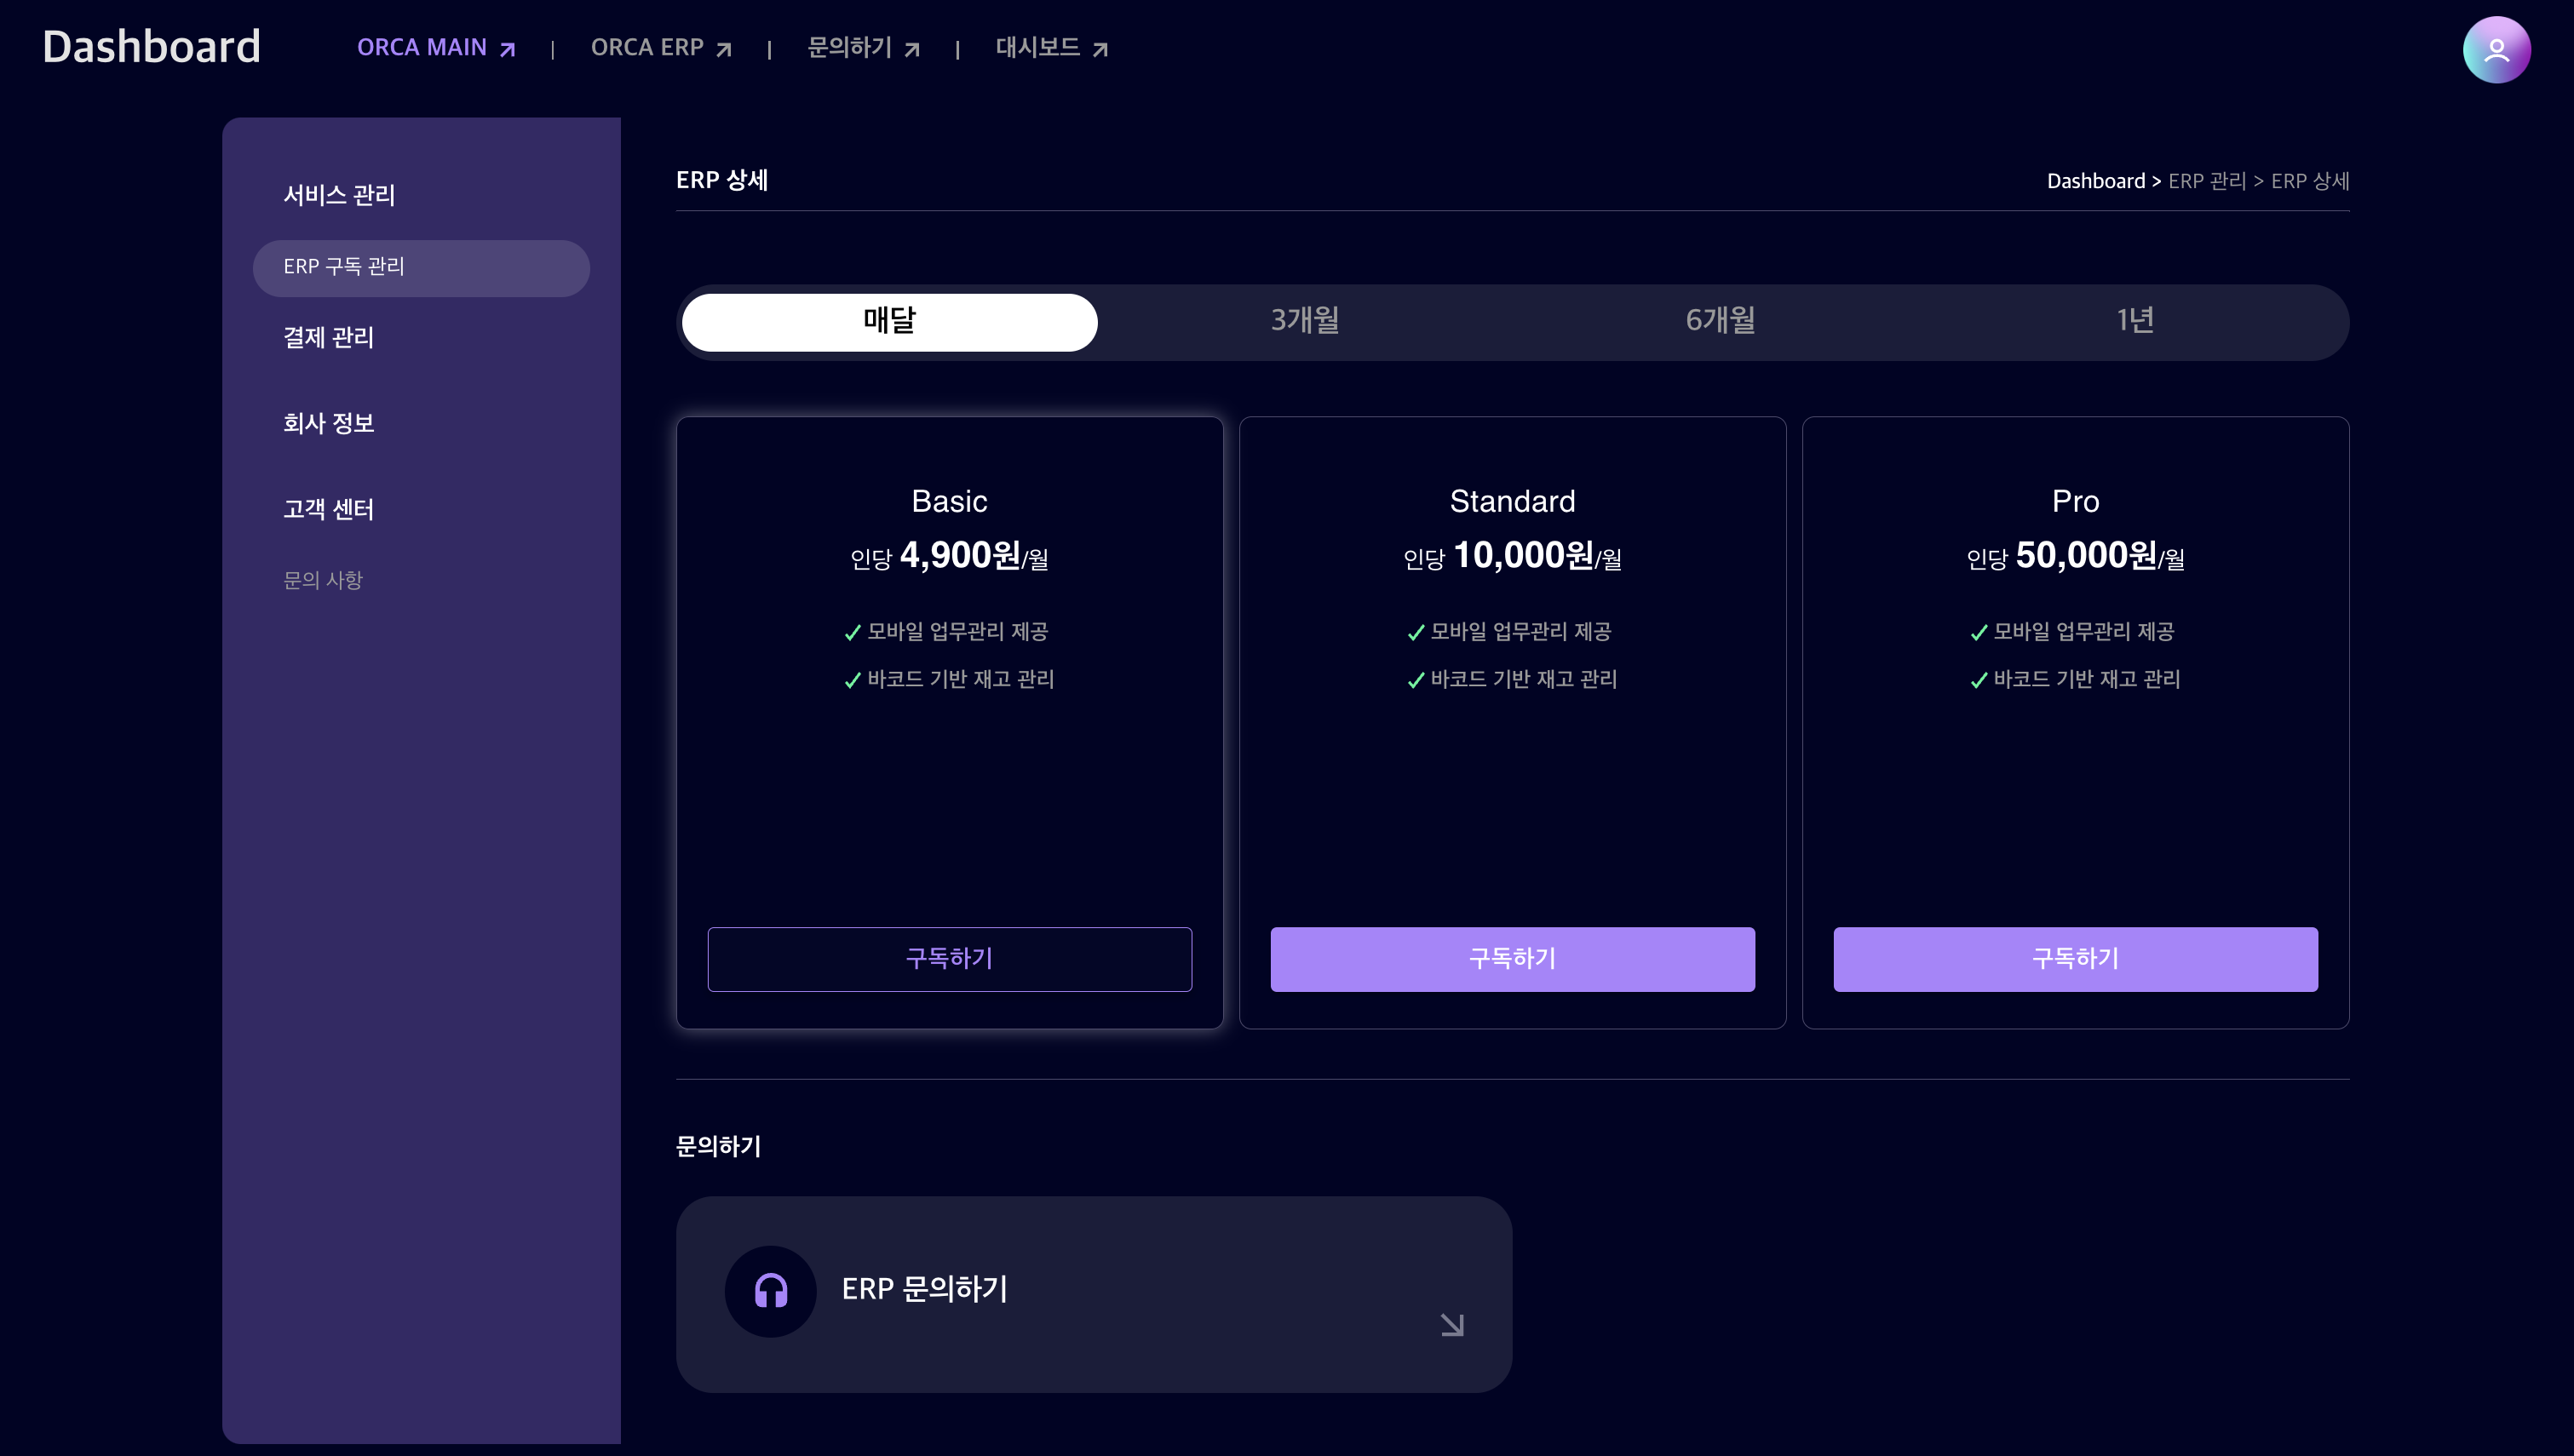 Dashboard
ORCA MAIN | ORCA ERP | 문의하기 | 대시보드
서비스 관리
ERP 구독 관리
결제 관리
회사 정보
고객 센터
문의 사항
ERP 상세
Dashboard > ERP 관리 > ERP 상세
매달
3개월
6개월
1년
Basic
인당 4,900원/월
모바일 업무관리 제공
바코드 기반 재고 관리
구독하기
Standard
인당 10,000원/월
모바일 업무관리 제공
바코드 기반 재고 관리
구독하기
Pro
인당 50,000원/월
모바일 업무관리 제공
바코드 기반 재고 관리
구독하기
문의하기
ERP 문의하기